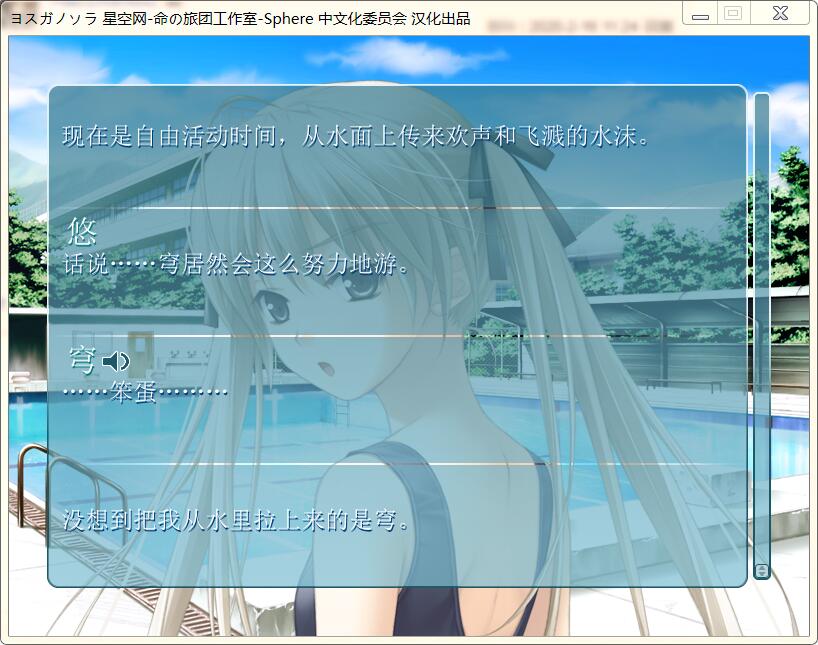 ヨスガノソラ 星空网-命の旅团工作室-Sphere 中文化委员会 汉化出品
现在是自由活动时间，从水面上传来欢声和飞溅的水沫。
悠
话说……穹居然会这么努力地游。
穹
……笨蛋………
没想到把我从水里拉上来的是穹。